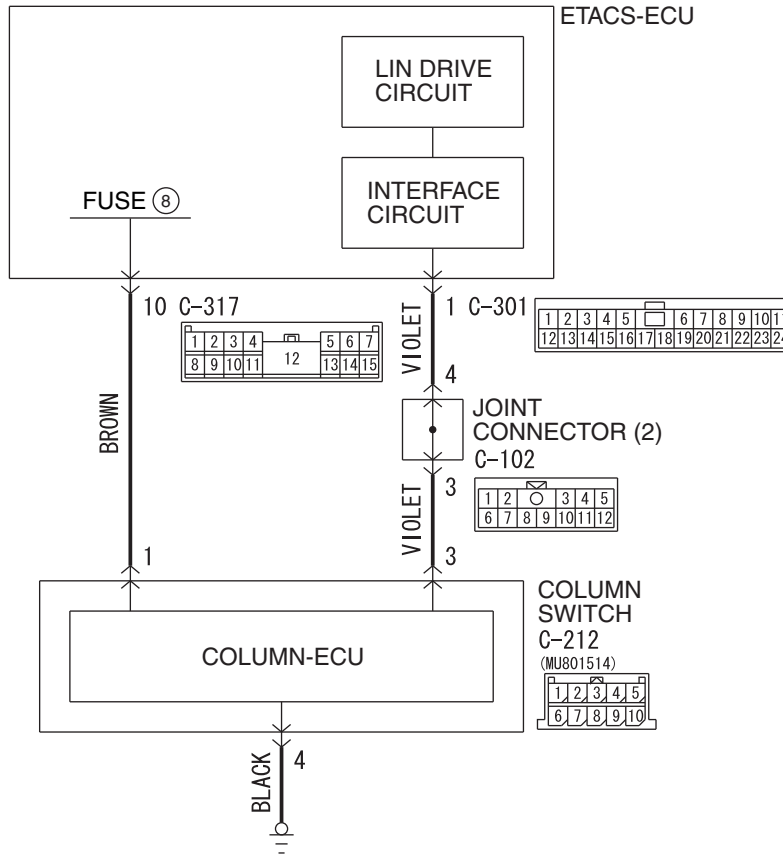 ETACS-ECU
LIN DRIVE
CIRCUIT
INTERFACE
CIRCUIT
FUSE 8
10 C-317
1 2 3 4 5 6 7
8 9 10 11 12 13 14 15
1 C-301
1 2 3 4 5 6 7 8 9 10 11
12 13 14 15 16 17 18 19 20 21 22 23 24
BROWN
VIOLET
4
JOINT
CONNECTOR (2)
C-102
3
1 2 3 4 5
6 7 8 9 10 11 12
VIOLET
1
3
COLUMN
SWITCH
C-212
(MU801514)
1 2 3 4 5
6 7 8 9 10
COLUMN-ECU
BLACK
4